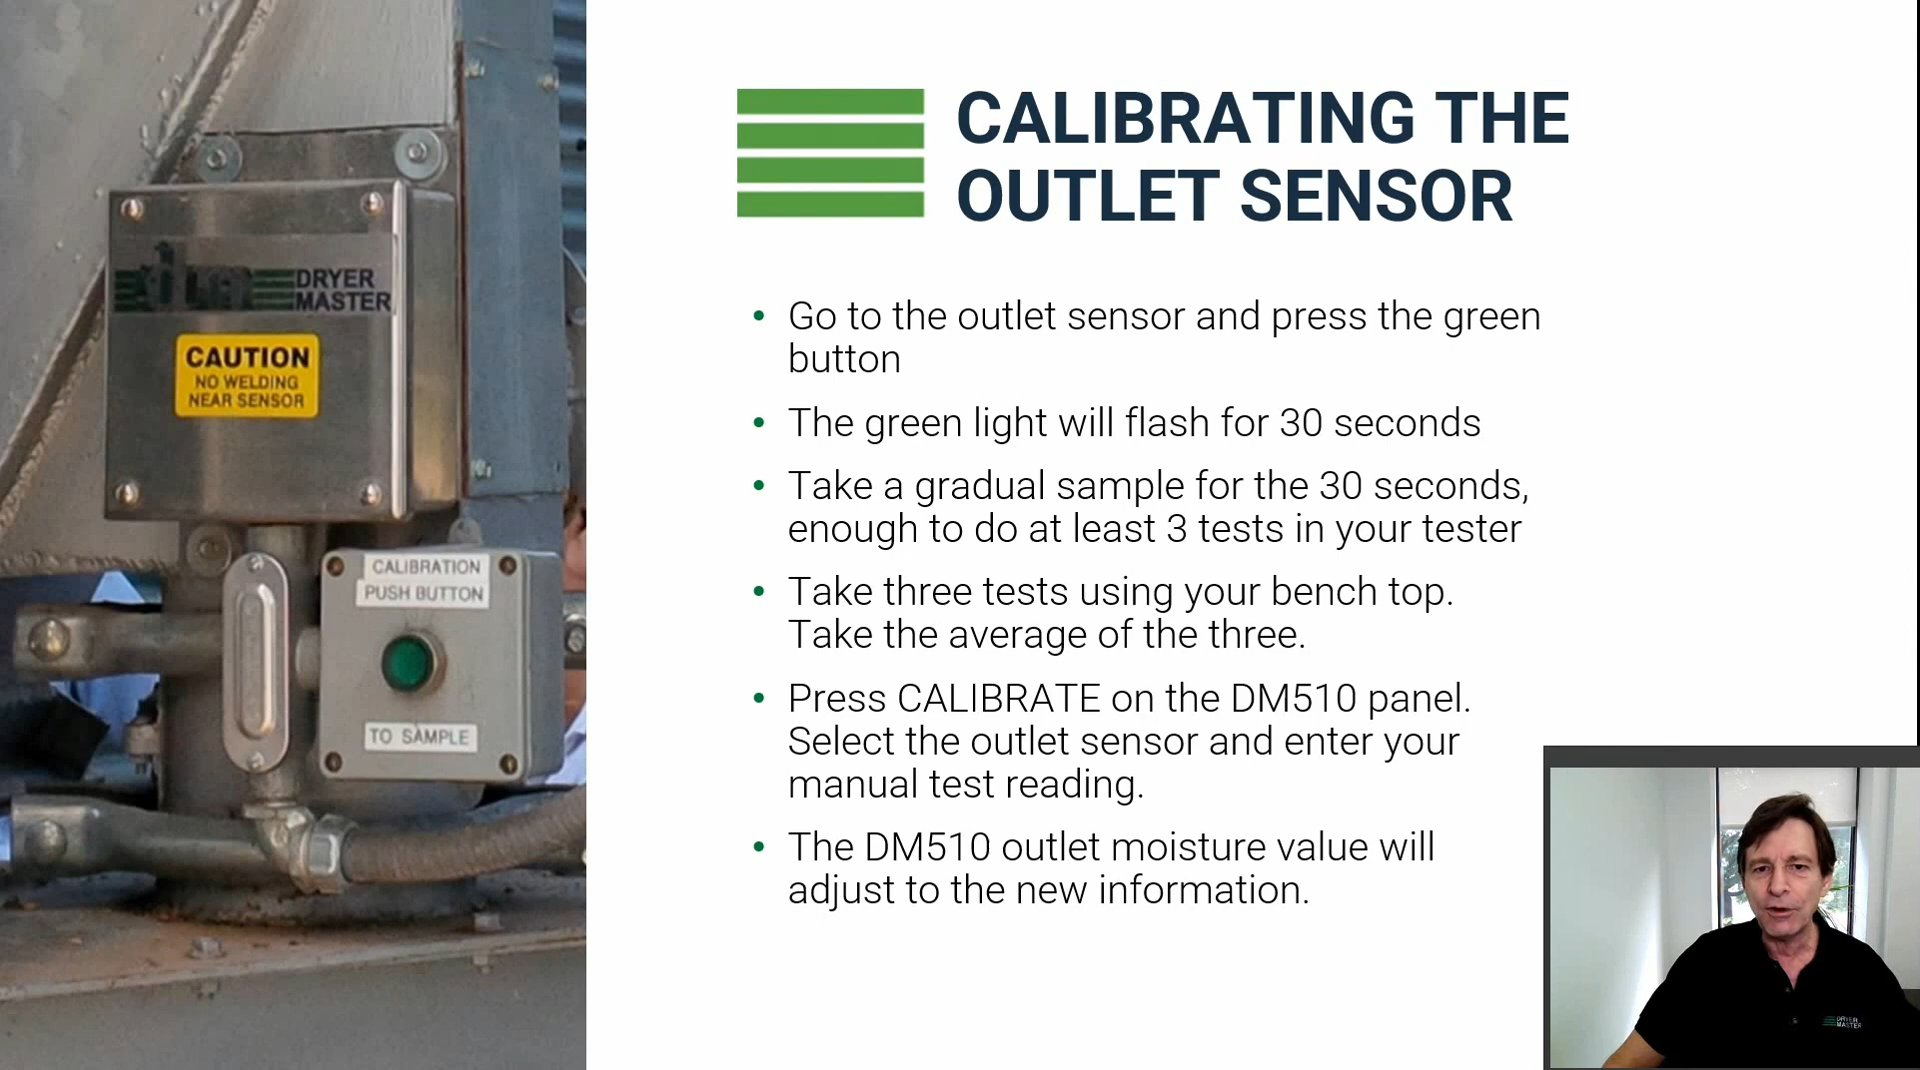 DRYER
MASTER
CAUTION
NO WELDING
NEAR SENSOR
CALIBRATION
PUSH BUTTON
TO SAMPLE
CALIBRATING THE
OUTLET SENSOR
• Go to the outlet sensor and press the green
button
• The green light will flash for 30 seconds
• Take a gradual sample for the 30 seconds,
enough to do at least 3 tests in your tester
• Take three tests using your bench top.
Take the average of the three.
• Press CALIBRATE on the DM510 panel.
Select the outlet sensor and enter your
manual test reading.
• The DM510 outlet moisture value will
adjust to the new information.
DRYER
MASTER